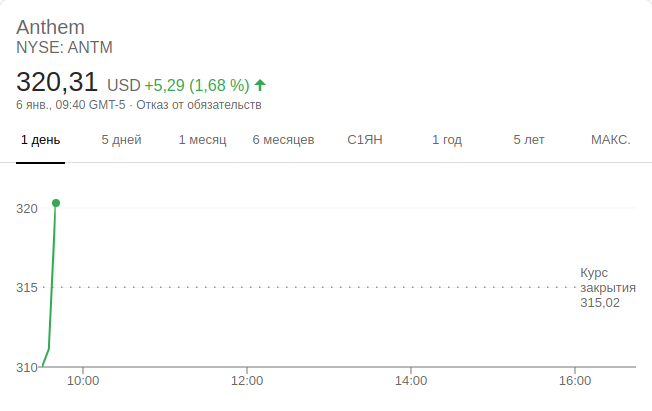 Anthem
NYSE: ANTM
320,31 USD +5,29 (1,68 %)
6 янв., 09:40 GMT-5 · Отказ от обязательств
1 день 5 дней 1 месяц 6 месяцев С1ЯН 1 год 5 лет МАКС.
320
315
310
Курс
закрытия
315,02
10:00 12:00 14:00 16:00